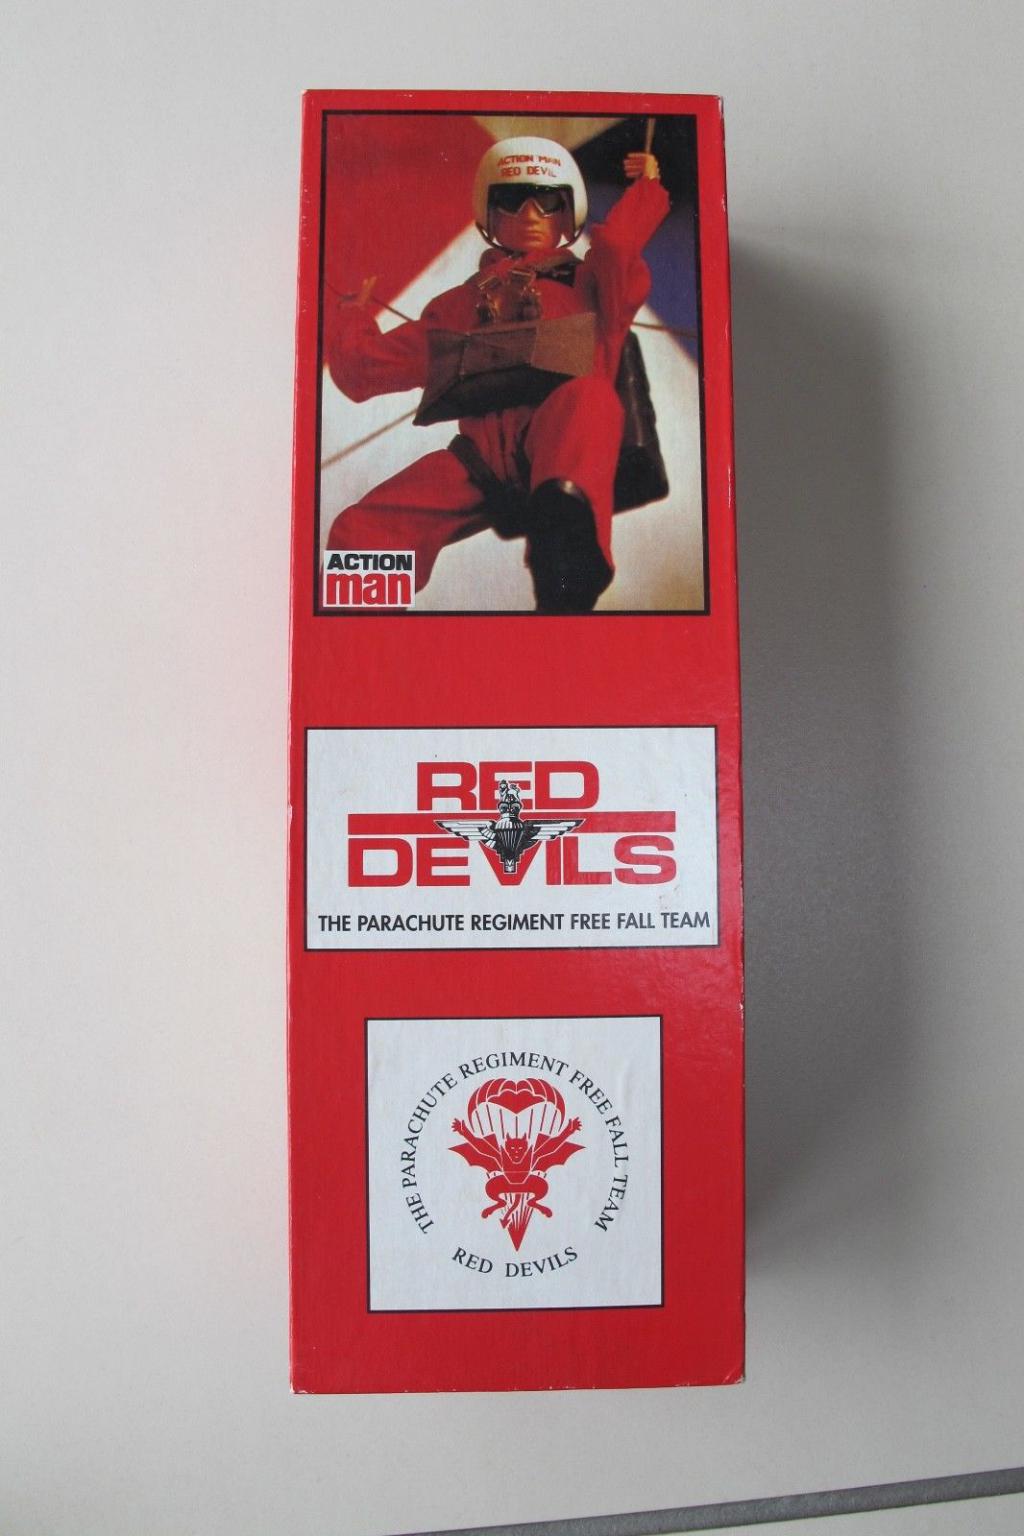 ACTION MAN
RED DEVIL
ACTION
man
RED
DEVILS
THE PARACHUTE REGIMENT FREE FALL TEAM
THE PARACHUTE REGIMENT FREE FALL TEAM
RED DEVILS